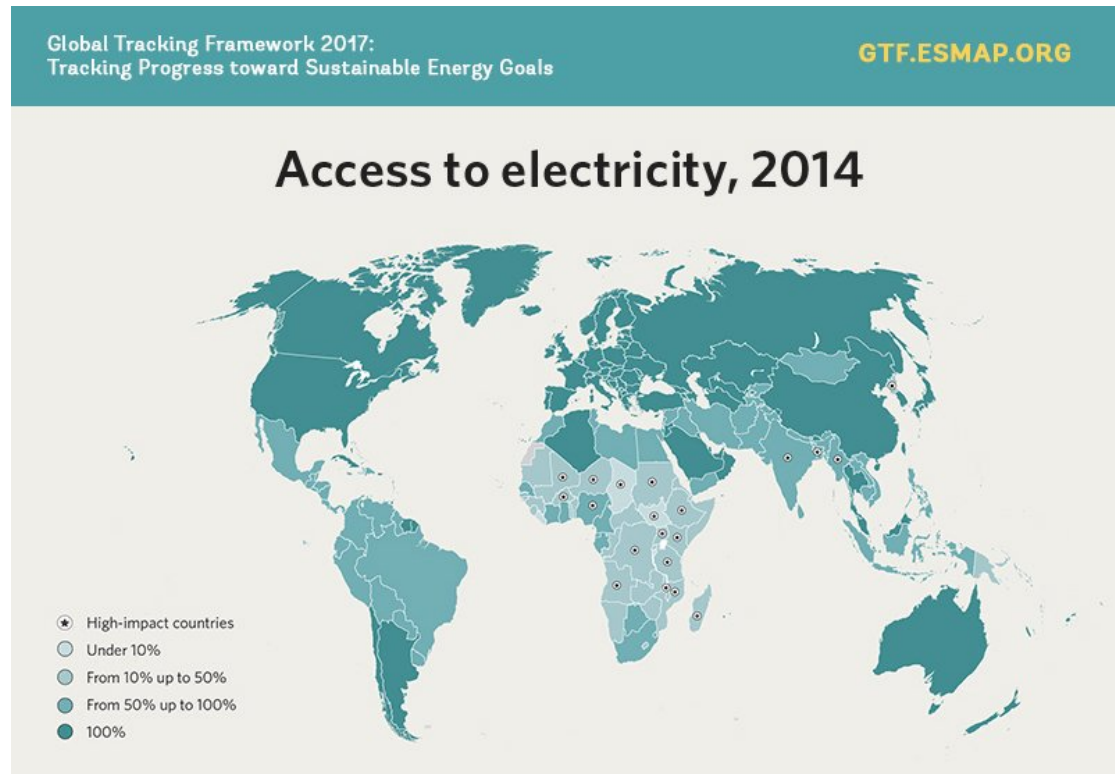 Global Tracking Framework 2017:
Tracking Progress toward Sustainable Energy Goals
GTF.ESMAP.ORG
Access to electricity, 2014
High-impact countries
Under 10%
From 10% up to 50%
From 50% up to 100%
100%